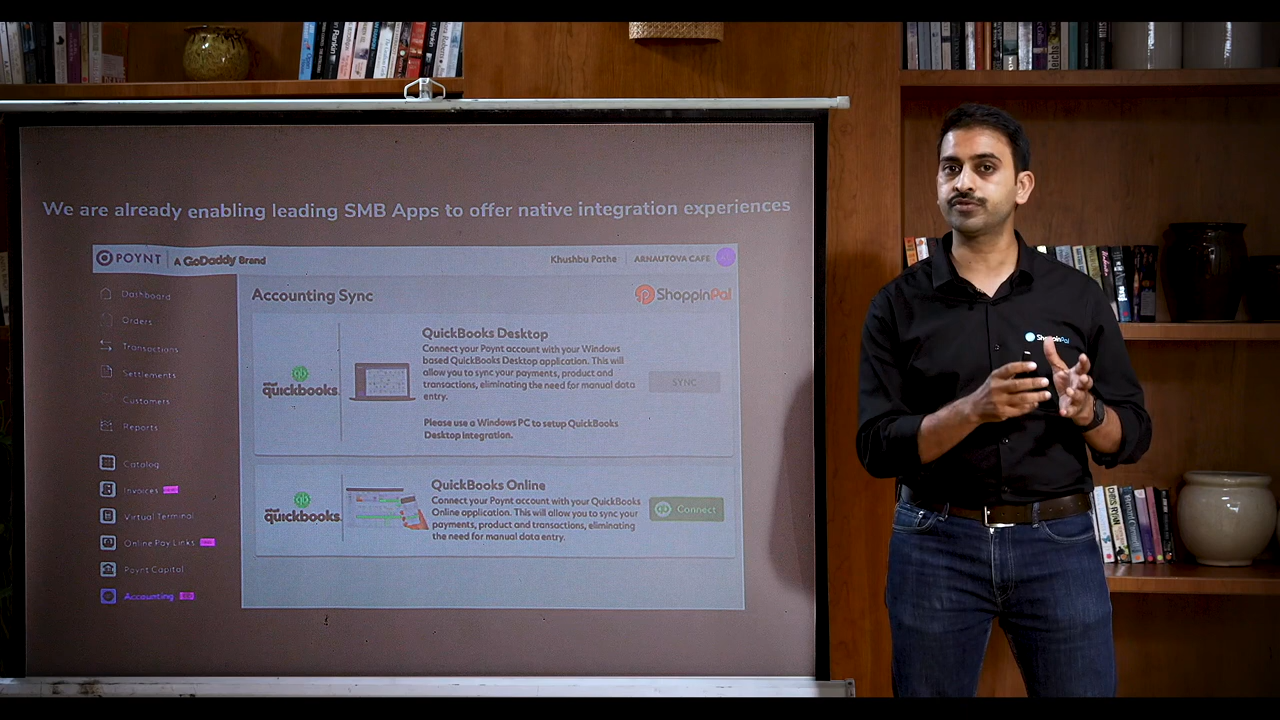 We are already enabling leading SMB Apps to offer native integration experiences
POYNT
A GoDaddy Brand
Khushbu Pathe
ARNAUTOVA CAFE
Dashboard
Orders
Transactions
Settlements
Customers
Reports
Catalog
Invoices
Virtual Terminal
Online Pay Links
Poynt Capital
Accounting
Accounting Sync
ShoppinPal
quickbooks.
QuickBooks Desktop
Connect your Poynt account with your Windows
based QuickBooks Desktop application. This will
allow you to sync your payments, product and
transactions, eliminating the need for manual data
entry.
Please use a Windows PC to setup QuickBooks
Desktop integration.
SYNC
quickbooks.
QuickBooks Online
Connect your Poynt account with your QuickBooks
Online application. This will allow you to sync your
payments, product and transactions, eliminating
the need for manual data entry.
qb Connect
ShoppinPal